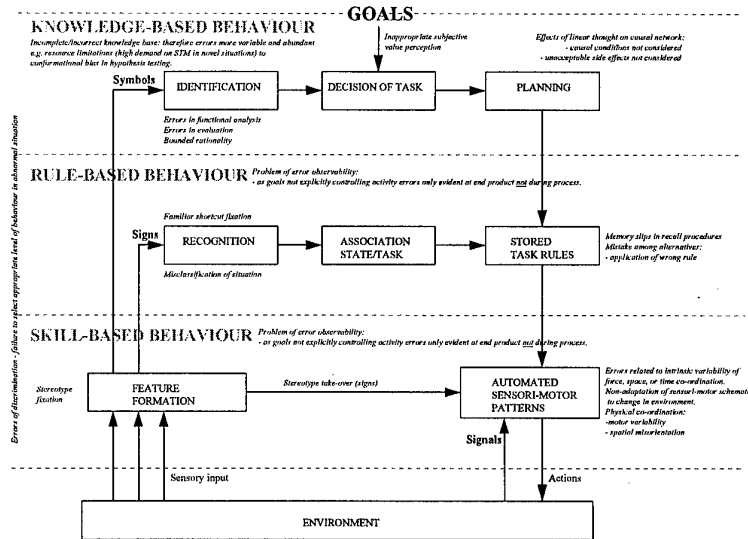 GOALS
KNOWLEDGE-BASED BEHAVIOUR
Incomplete/incorrect knowledge base: therefore errors more variable and abundant
e.g. resource limitations (high demand on STM in novel situations) to
conformational bias in hypothesis testing.
Inappropriate subjective
value perception
Effects of linear thought on causal network:
- causal conditions not considered
- unacceptable side effects not considered
Symbols
IDENTIFICATION
DECISION OF TASK
PLANNING
Errors in functional analysis
Errors in evaluation
Bounded rationality
RULE-BASED BEHAVIOUR
Problem of error observability:
- as goals not explicitly controlling activity errors only evident at end product not during process.
Familiar shortcut fixation
Signs
RECOGNITION
ASSOCIATION
STATE/TASK
STORED
TASK RULES
Memory slips in recall procedures
Mistake among alternatives:
- application of wrong rule
Misclassification of situation
SKILL-BASED BEHAVIOUR
Problem of error observability:
- as goals not explicitly controlling activity errors only evident at end product not during process.
Stereotype
fixation
FEATURE
FORMATION
Stereotype take-over (signs)
AUTOMATED
SENSORI-MOTOR
PATTERNS
Errors related to intrinsic variability of
force, space, or time co-ordination.
Non-adaptation of sensori-motor schemata
to change in environment.
Physical co-ordination:
-motor variability
- spatial misorientation
Signals
Sensory input
Actions
ENVIRONMENT
Errors of discrimination - failure to select appropriate level of behaviour in abnormal situation